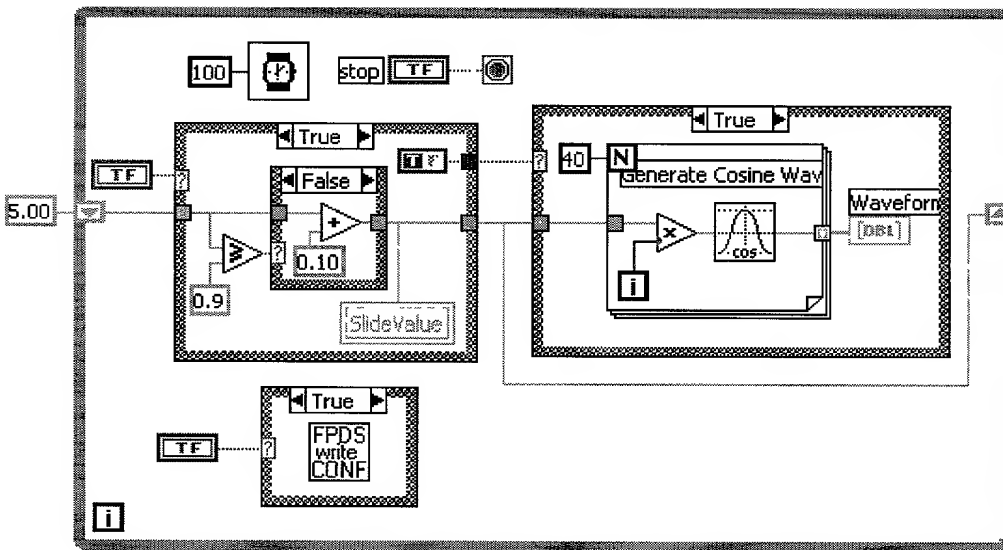 100
stop TF
True
True
TF
T F
40 N
False
Generate Cosine Wav
?
?
5.00
Waveform
+
x
[DBL]
≥
?
0.10
COS
0.9
i
SlideValue
True
TF
?
FPDS
write
CONF
i